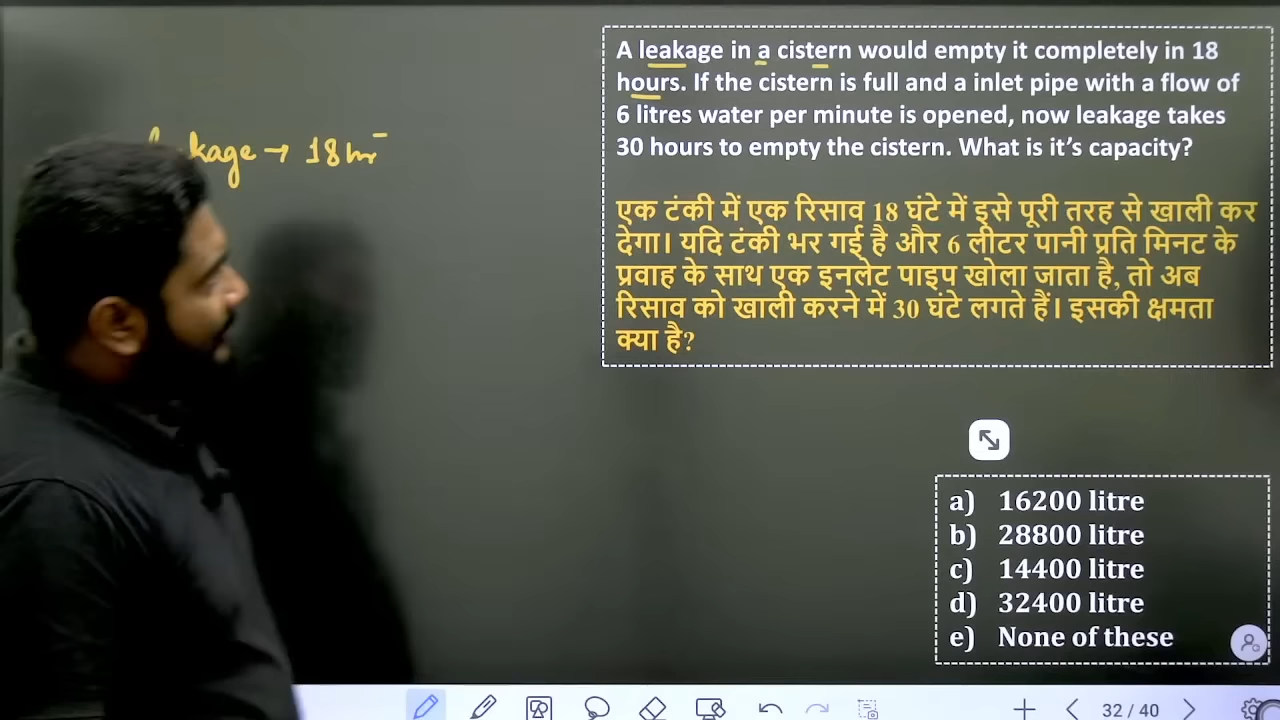 A leakage in a cistern would empty it completely in 18
hours. If the cistern is full and a inlet pipe with a flow of
6 litres water per minute is opened, now leakage takes
30 hours to empty the cistern. What is it's capacity?
kage → 18 hr
एक टंकी में एक रिसाव 18 घंटे में इसे पूरी तरह से खाली कर
देगा। यदि टंकी भर गई है और 6 लीटर पानी प्रति मिनट के
प्रवाह के साथ एक इनलेट पाइप खोला जाता है, तो अब
रिसाव को खाली करने में 30 घंटे लगते हैं। इसकी क्षमता
क्या है?
a) 16200 litre
b) 28800 litre
c) 14400 litre
d) 32400 litre
e) None of these
32 / 40